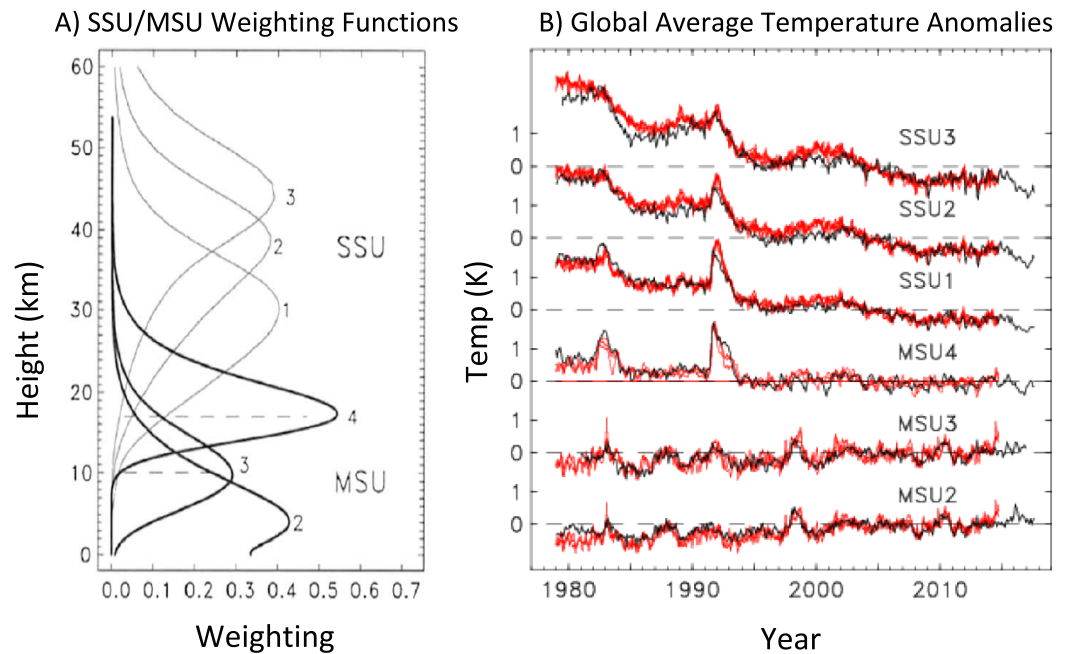 A) SSU/MSU Weighting Functions
60
50
40
30
20
10
0
Height (km)
3
2
1
SSU
4
3
MSU
2
0.0 0.1 0.2 0.3 0.4 0.5 0.6 0.7
Weighting
B) Global Average Temperature Anomalies
Temp (K)
1
SSU3
0
1
SSU2
0
1
SSU1
0
1
MSU4
0
1
MSU3
0
1
MSU2
0
1980 1990 2000 2010
Year